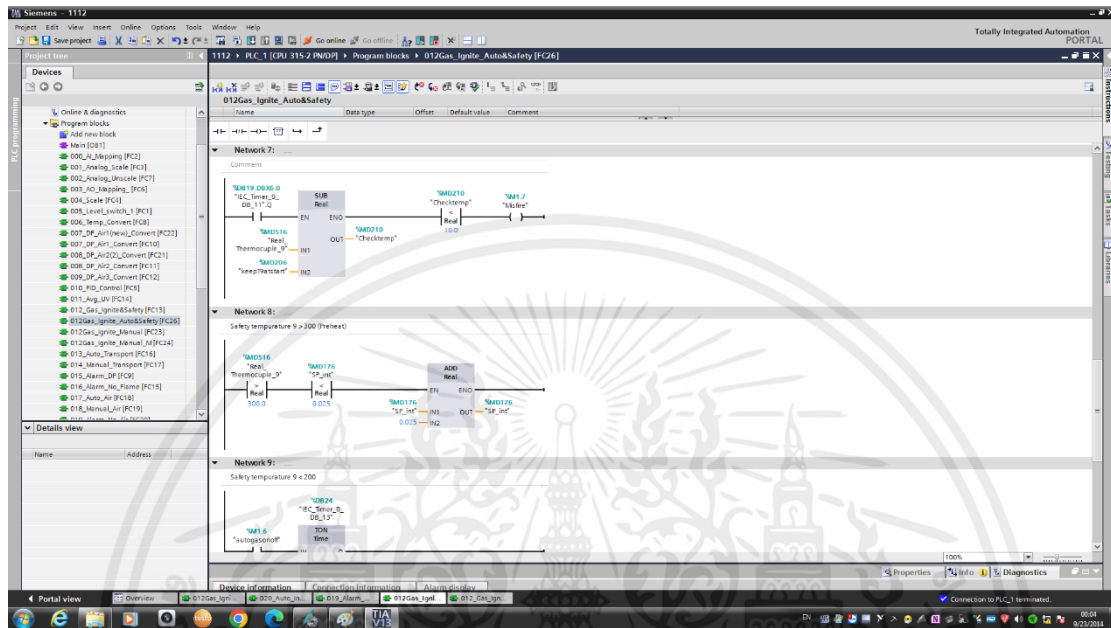 Siemens - 1112
Project Edit View Insert Online Options Tools Window Help
Totally Integrated Automation
PORTAL
Save project
Go online
Go offline
Project tree
1112 ▸ PLC_1 [CPU 315-2 PN/DP] ▸ Program blocks ▸ 012Gas_Ignite_Auto&Safety [FC26]
Devices
PLC programming
Online & diagnostics
Program blocks
Add new block
Main [OB1]
000_AI_Mapping [FC2]
001_Analog_Scale [FC3]
002_Analog_Unscale [FC7]
003_AO_Mapping_ [FC6]
004_Scale [FC4]
005_Level_switch_1 [FC1]
006_Temp_Convert [FC8]
007_DP_Air1(new)_Convert [FC22]
007_DP_Air1_Convert [FC10]
008_DP_Air2(2)_Convert [FC21]
008_DP_Air2_Convert [FC11]
009_DP_Air3_Convert [FC12]
010_PID_Control [FC5]
011_Avg_UV [FC14]
012_Gas_Ignite&Safety [FC13]
012Gas_Ignite_Auto&Safety [FC26]
012Gas_Ignite_Manual [FC23]
012Gas_Ignite_Manual_M [FC24]
013_Auto_Transport [FC16]
014_Manual_Transport [FC17]
015_Alarm_DP [FC9]
016_Alarm_No_Flame [FC15]
017_Auto_Air [FC18]
018_Manual_Air [FC19]
Details view
Name Address
012Gas_Ignite_Auto&Safety
Name Data type Offset Default value Comment
Network 7:
Comment
%DB19.DBX6.0
"IEC_Timer_0_
DB_11".Q
SUB
Real
EN ENO
%MD516
"Real_
Thermocuple_9"
IN1
%MD206
"keepT9atstart"
IN2
OUT
%MD210
"Checktemp"
%MD210
"Checktemp"
<
Real
10.0
%M1.7
"Misfire"
Network 8:
Safety tempurature 9 > 300 (Preheat)
%MD516
"Real_
Thermocuple_9"
>
Real
300.0
%MD176
"SP_int"
<
Real
0.025
ADD
Real
EN ENO
%MD176
"SP_int"
IN1
0.025
IN2
OUT
%MD176
"SP_int"
Network 9:
Safety tempurature 9 < 200
%DB24
"IEC_Timer_0_
DB_13"
%M1.6
"autogasonoff"
TON
Time
100%
Properties
Info
Diagnostics
Device information Connection information Alarm display
Instructions
Testing
Tasks
Libraries
Portal view
Overview
012Gas_Igni...
020_Auto_In...
019_Alarm_...
012Gas_Igni...
012_Gas_Ign...
Connection to PLC_1 terminated.
TIA
V13
EN
00:04
9/23/2014